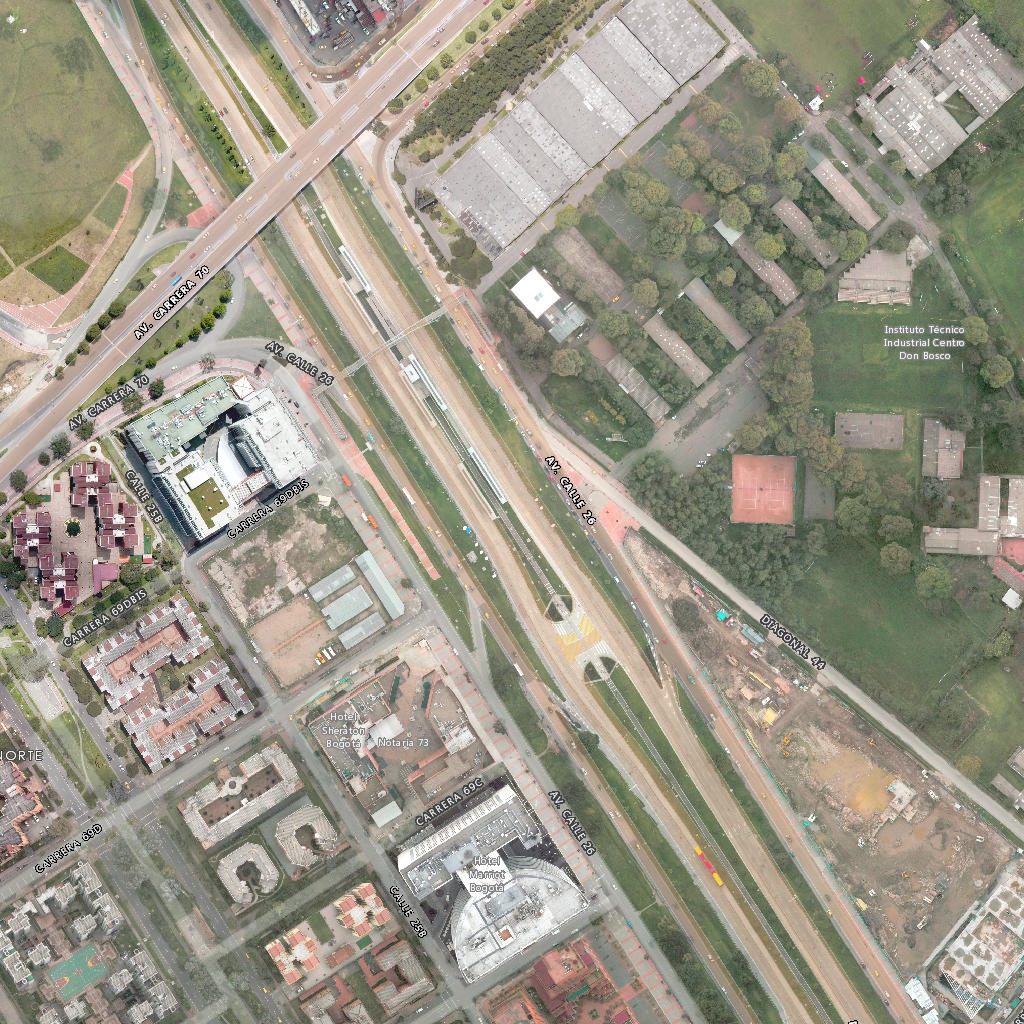 AV. CARRERA 70
AV. CALLE 26
AV. CARRERA 70
Instituto Técnico
Industrial Centro
Don Bosco
CALLE 25B
CARRERA 69DBIS
AV. CALLE 26
CARRERA 69DBIS
DIAGONAL 44
Hotel
Sheraton
Bogotá
Notaria 73
NORTE
CARRERA 69C
AV. CALLE 26
CARRERA 69D
Hotel
Marriot
Bogotá
CALLE 25B